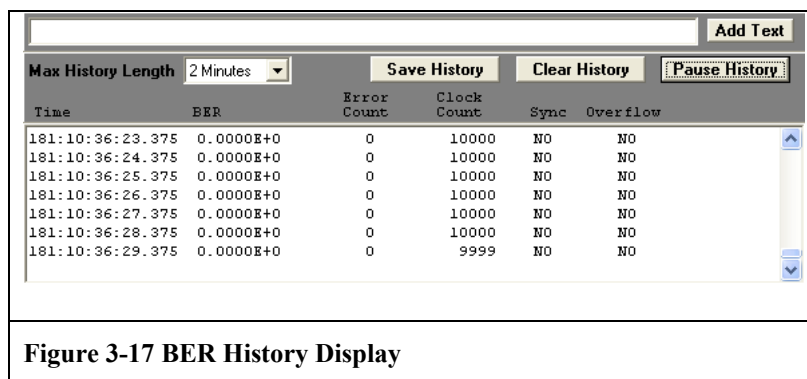 Add Text
Max History Length 2 Minutes Save History Clear History Pause History
Error Clock
Time BER Count Count Sync Overflow
181:10:36:23.375 0.0000E+0 0 10000 NO NO
181:10:36:24.375 0.0000E+0 0 10000 NO NO
181:10:36:25.375 0.0000E+0 0 10000 NO NO
181:10:36:26.375 0.0000E+0 0 10000 NO NO
181:10:36:27.375 0.0000E+0 0 10000 NO NO
181:10:36:28.375 0.0000E+0 0 10000 NO NO
181:10:36:29.375 0.0000E+0 0 9999 NO NO
Figure 3-17 BER History Display